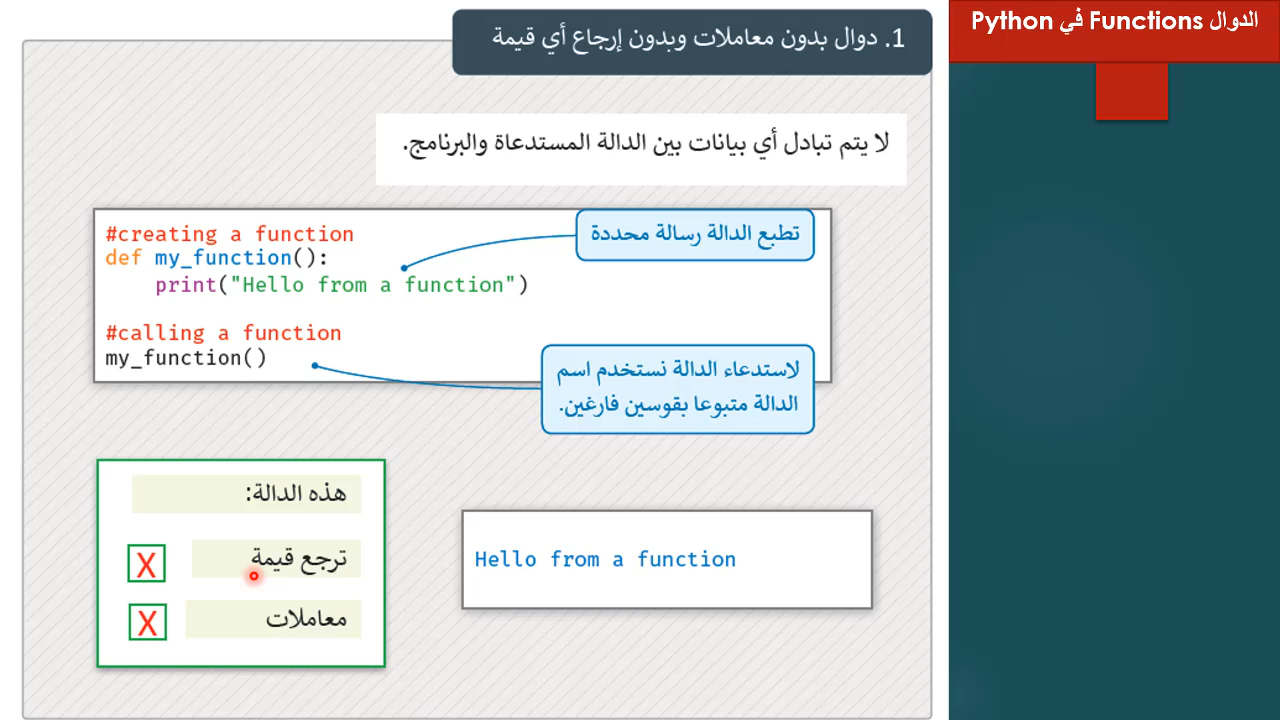 الدوال Functions في Python
1. دوال بدون معاملات وبدون إرجاع أي قيمة
لا يتم تبادل أي بيانات بين الدالة المستدعاة والبرنامج.
#creating a function
def my_function():
    print("Hello from a function")
تطبع الدالة رسالة محددة
#calling a function
my_function()
لاستدعاء الدالة نستخدم اسم
الدالة متبوعا بقوسين فارغين.
هذه الدالة:
ترجع قيمة X
معاملات X
Hello from a function